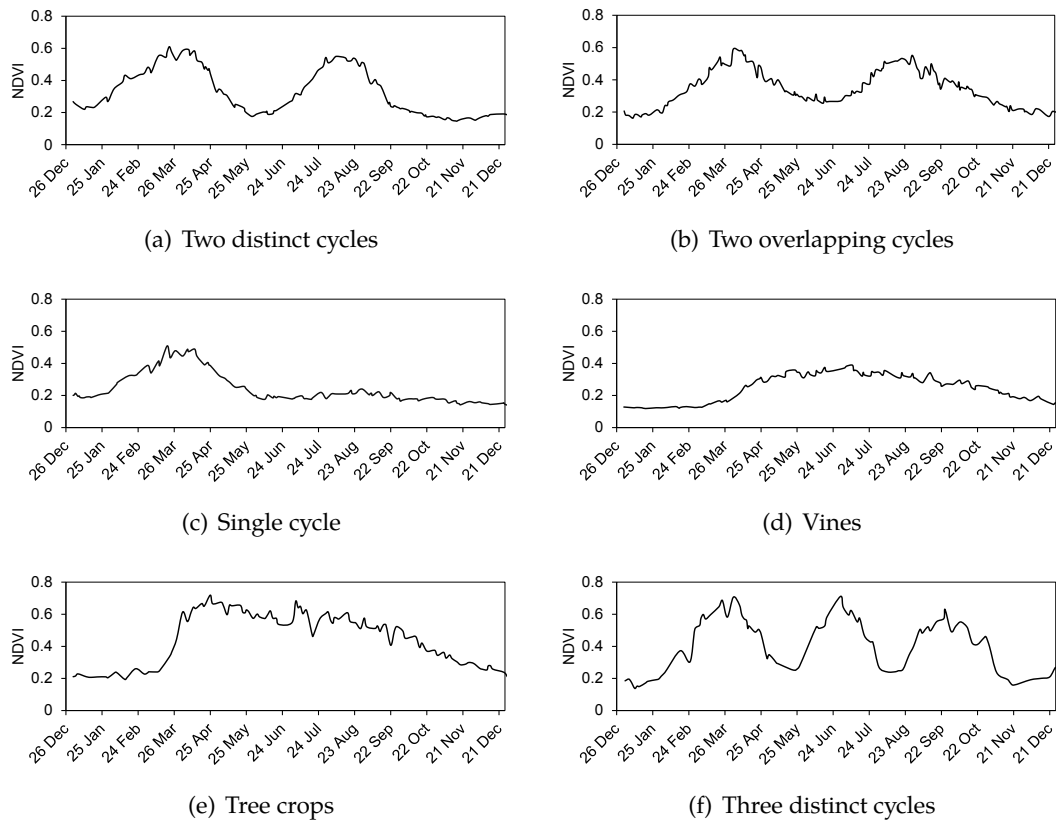 0.8
0.6
0.4
0.2
0
NDVI
26 Dec
25 Jan
24 Feb
26 Mar
25 Apr
25 May
24 Jun
24 Jul
23 Aug
22 Sep
22 Oct
21 Nov
21 Dec
(a) Two distinct cycles
0.8
0.6
0.4
0.2
0
NDVI
26 Dec
25 Jan
24 Feb
26 Mar
25 Apr
25 May
24 Jun
24 Jul
23 Aug
22 Sep
22 Oct
21 Nov
21 Dec
(b) Two overlapping cycles
0.8
0.6
0.4
0.2
0
NDVI
26 Dec
25 Jan
24 Feb
26 Mar
25 Apr
25 May
24 Jun
24 Jul
23 Aug
22 Sep
22 Oct
21 Nov
21 Dec
(c) Single cycle
0.8
0.6
0.4
0.2
0
NDVI
26 Dec
25 Jan
24 Feb
26 Mar
25 Apr
25 May
24 Jun
24 Jul
23 Aug
22 Sep
22 Oct
21 Nov
21 Dec
(d) Vines
0.8
0.6
0.4
0.2
0
NDVI
26 Dec
25 Jan
24 Feb
26 Mar
25 Apr
25 May
24 Jun
24 Jul
23 Aug
22 Sep
22 Oct
21 Nov
21 Dec
(e) Tree crops
0.8
0.6
0.4
0.2
0
NDVI
26 Dec
25 Jan
24 Feb
26 Mar
25 Apr
25 May
24 Jun
24 Jul
23 Aug
22 Sep
22 Oct
21 Nov
21 Dec
(f) Three distinct cycles